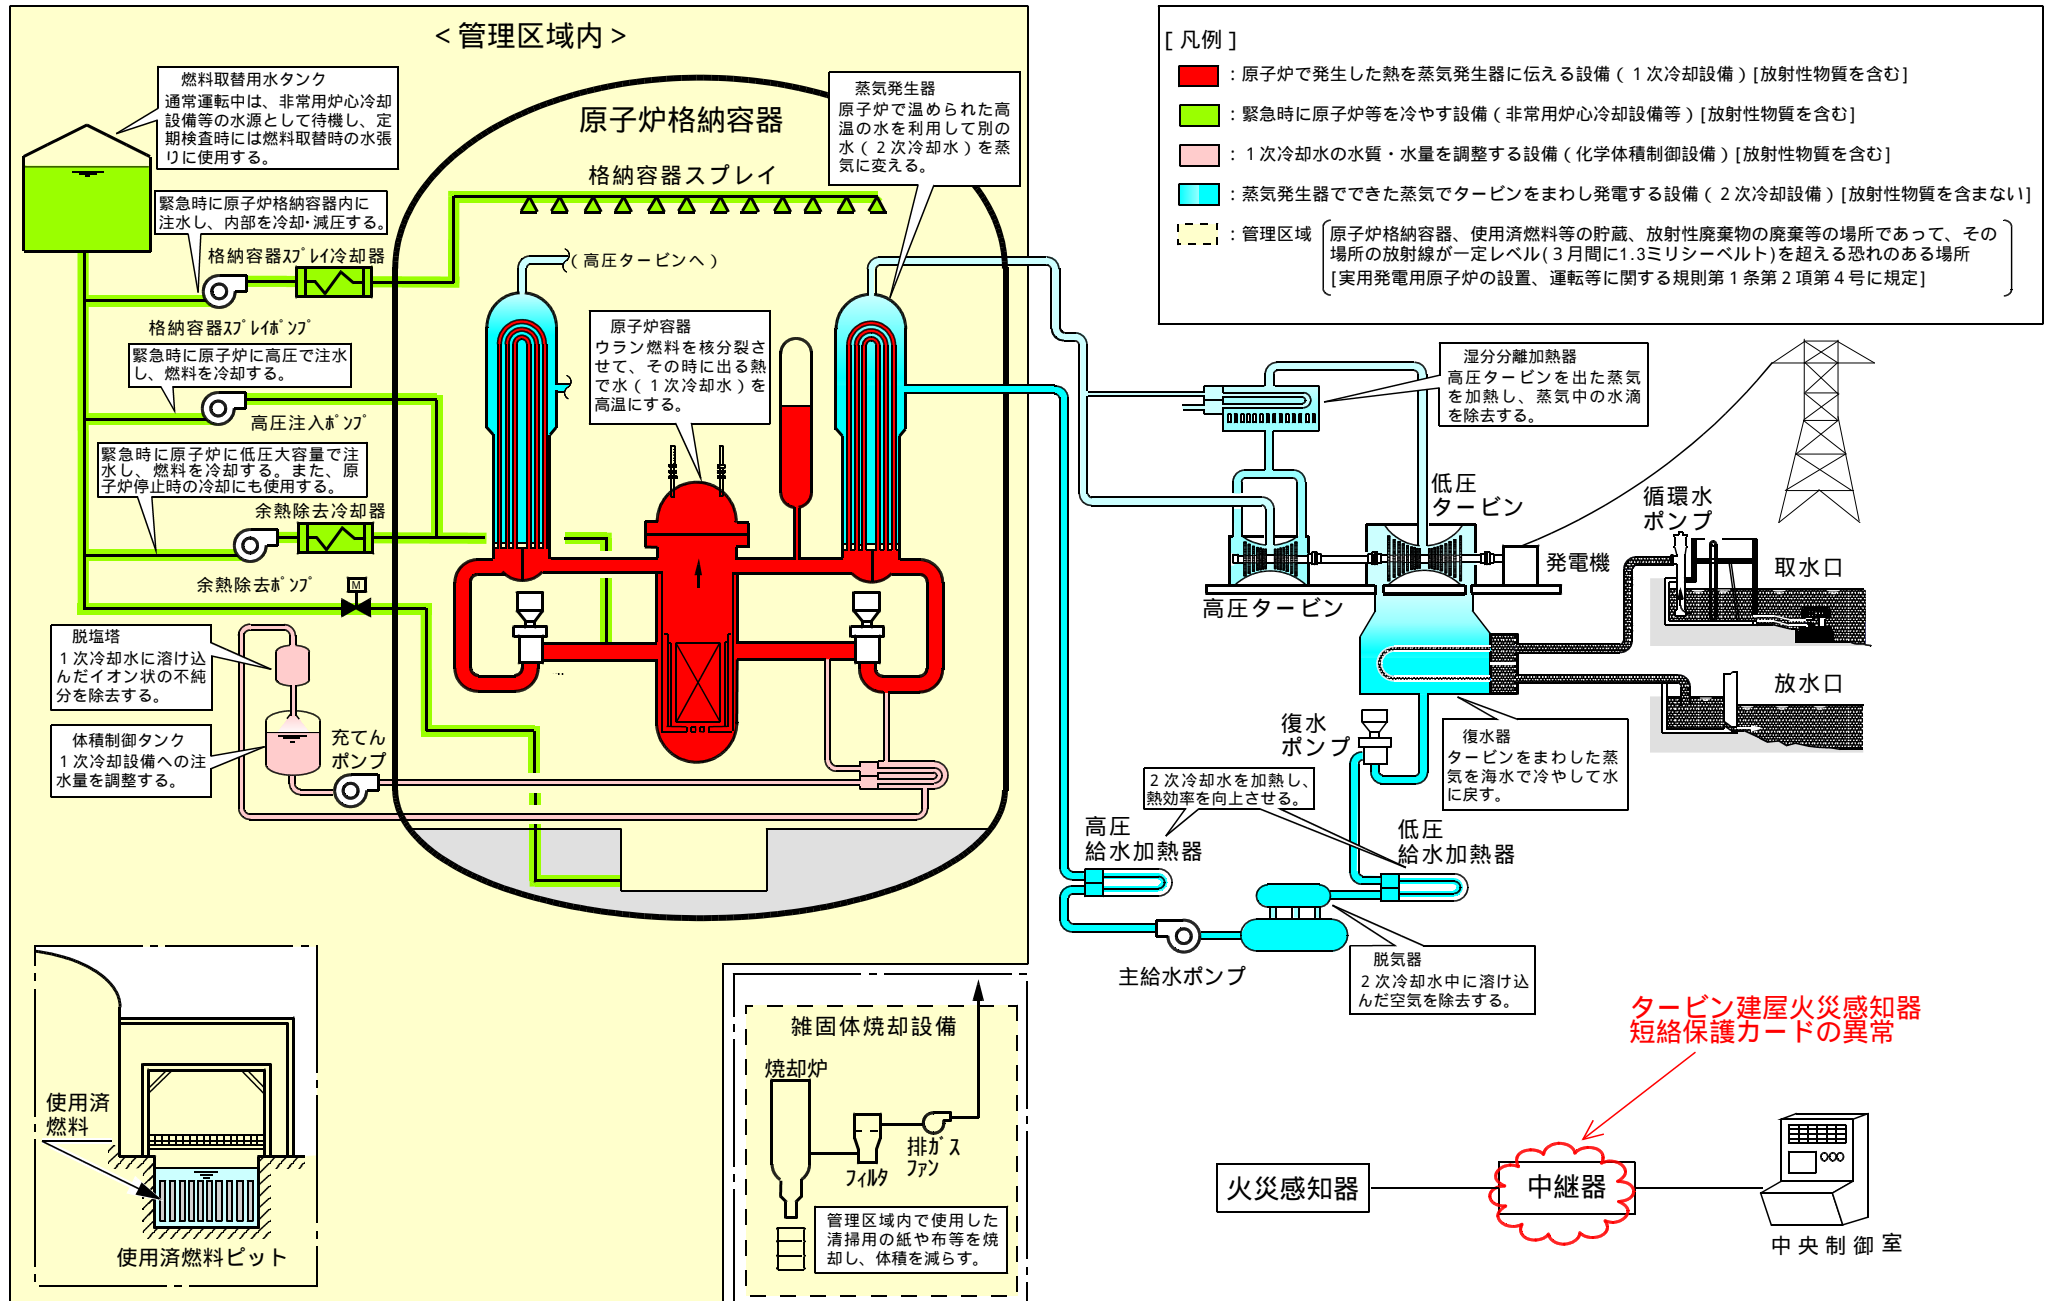 <管理区域内>
燃料取替用水タンク
通常運転中は、非常用炉心冷却
設備等の水源として待機し、定
期検査時には燃料取替時の水張
りに使用する。
緊急時に原子炉格納容器内に
注水し、内部を冷却･減圧する。
格納容器ｽﾌﾟﾚｲ冷却器
格納容器ｽﾌﾟﾚｲﾎﾟﾝﾌﾟ
緊急時に原子炉に高圧で注水
し、燃料を冷却する。
高圧注入ﾎﾟﾝﾌﾟ
緊急時に原子炉に低圧大容量で注
水し、燃料を冷却する。また、原
子炉停止時の冷却にも使用する。
余熱除去冷却器
余熱除去ﾎﾟﾝﾌﾟ
M
脱塩塔
１次冷却水に溶け込
んだイオン状の不純
分を除去する。
体積制御タンク
１次冷却設備への注
水量を調整する。
充てん
ポンプ
原子炉格納容器
格納容器スプレイ
(高圧タービンへ)
蒸気発生器
原子炉で温められた高
温の水を利用して別の
水(２次冷却水)を蒸
気に変える。
原子炉容器
ウラン燃料を核分裂さ
せて、その時に出る熱
で水(１次冷却水)を
高温にする。
使用済
燃料
使用済燃料ピット
雑固体焼却設備
焼却炉
フィルタ
排ｶﾞｽ
ファン
管理区域内で使用した
清掃用の紙や布等を焼
却し、体積を減らす。
[凡例]
：原子炉で発生した熱を蒸気発生器に伝える設備(１次冷却設備)[放射性物質を含む]
：緊急時に原子炉等を冷やす設備(非常用炉心冷却設備等)[放射性物質を含む]
：１次冷却水の水質・水量を調整する設備(化学体積制御設備)[放射性物質を含む]
：蒸気発生器でできた蒸気でタービンをまわし発電する設備(２次冷却設備)[放射性物質を含まない]
：管理区域
原子炉格納容器、使用済燃料等の貯蔵、放射性廃棄物の廃棄等の場所であって、その
場所の放射線が一定レベル(３月間に1.3ミリシーベルト)を超える恐れのある場所
[実用発電用原子炉の設置、運転等に関する規則第１条第２項第４号に規定]
湿分分離加熱器
高圧タービンを出た蒸気
を加熱し、蒸気中の水滴
を除去する。
低圧
タービン
高圧タービン
発電機
循環水
ポンプ
取水口
放水口
復水
ポンプ
復水器
タービンをまわした蒸
気を海水で冷やして水
に戻す。
２次冷却水を加熱し、
熱効率を向上させる。
高圧
給水加熱器
低圧
給水加熱器
主給水ポンプ
脱気器
２次冷却水中に溶け込
んだ空気を除去する。
タービン建屋火災感知器
短絡保護カードの異常
火災感知器
中継器
中央制御室